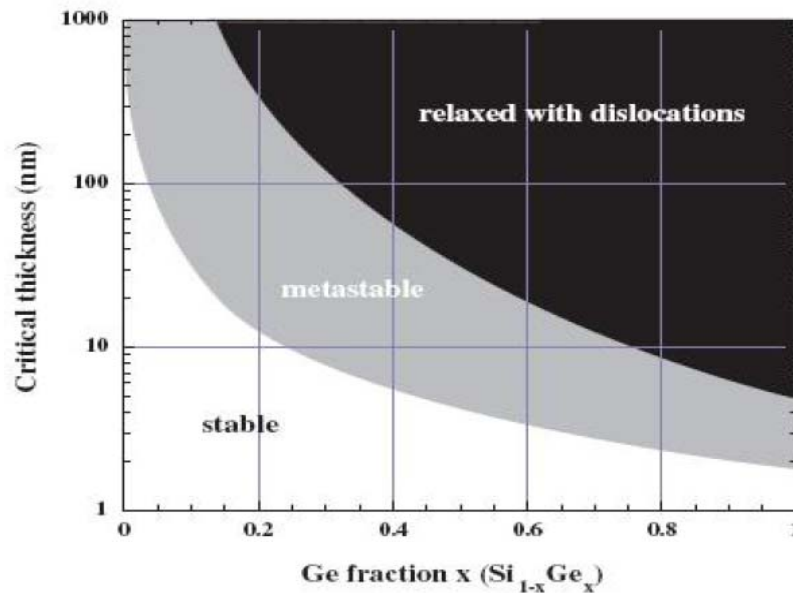 1000
100
10
1
Critical thickness (nm)
relaxed with dislocations
metastable
stable
0 0.2 0.4 0.6 0.8 1
Ge fraction x (Si1-xGex)